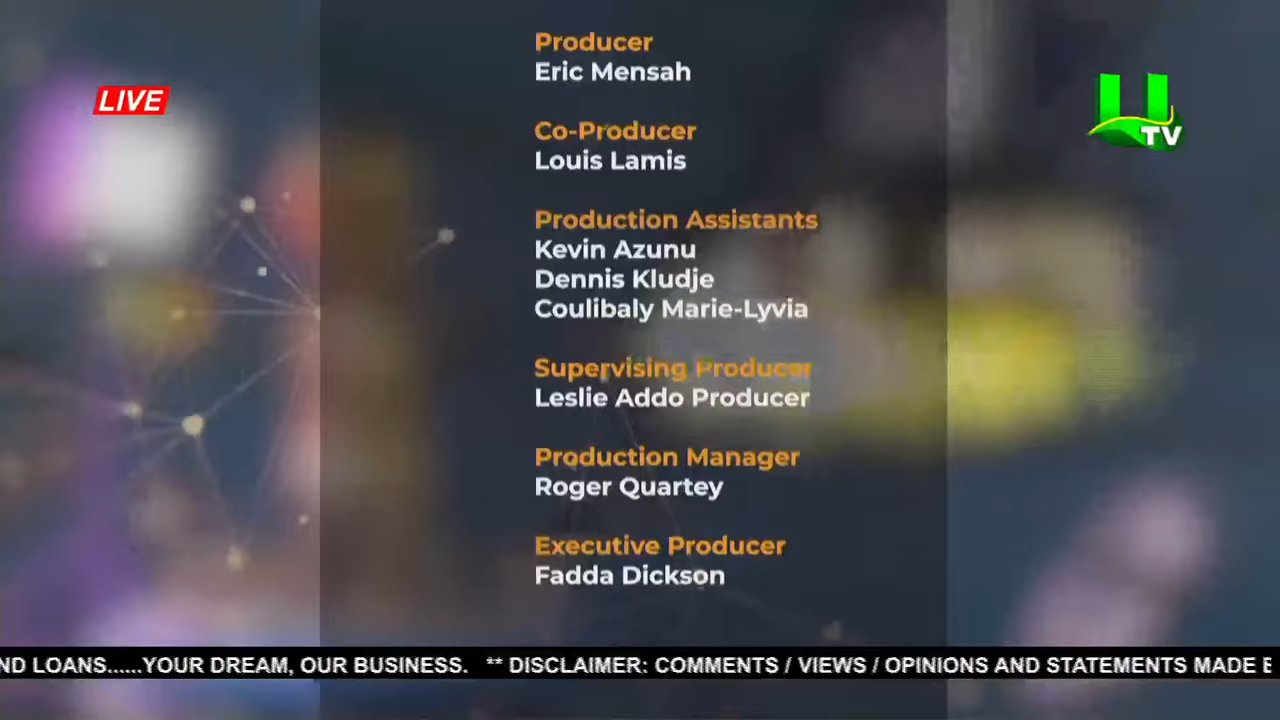 Producer
Eric Mensah
LIVE
U
TV
Co-Producer
Louis Lamis
Production Assistants
Kevin Azunu
Dennis Kludje
Coulibaly Marie-Lyvia
Supervising Producer
Leslie Addo Producer
Production Manager
Roger Quartey
Executive Producer
Fadda Dickson
ND LOANS......YOUR DREAM, OUR BUSINESS. ** DISCLAIMER: COMMENTS / VIEWS / OPINIONS AND STATEMENTS MADE